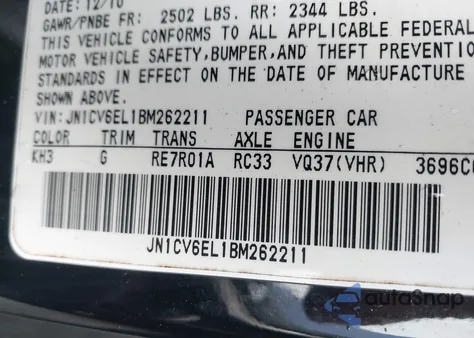 DATE: 12/10
GAWR/PNBE FR: 2502 LBS. RR: 2344 LBS.
THIS VEHICLE CONFORMS TO ALL APPLICABLE FEDERAL
MOTOR VEHICLE SAFETY, BUMPER, AND THEFT PREVENTIO
STANDARDS IN EFFECT ON THE DATE OF MANUFACTURE
SHOWN ABOVE.
VIN: JN1CV6EL1BM262211 PASSENGER CAR
COLOR TRIM TRANS AXLE ENGINE
KH3 G RE7R01A RC33 VQ37(VHR) 3696CC
JN1CV6EL1BM262211
autoSnap